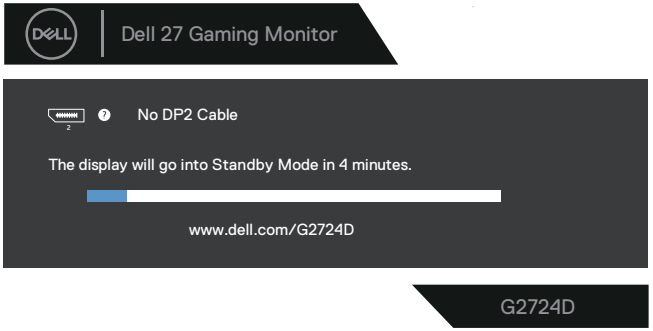 DELL
Dell 27 Gaming Monitor
2
?
No DP2 Cable
The display will go into Standby Mode in 4 minutes.
www.dell.com/G2724D
G2724D